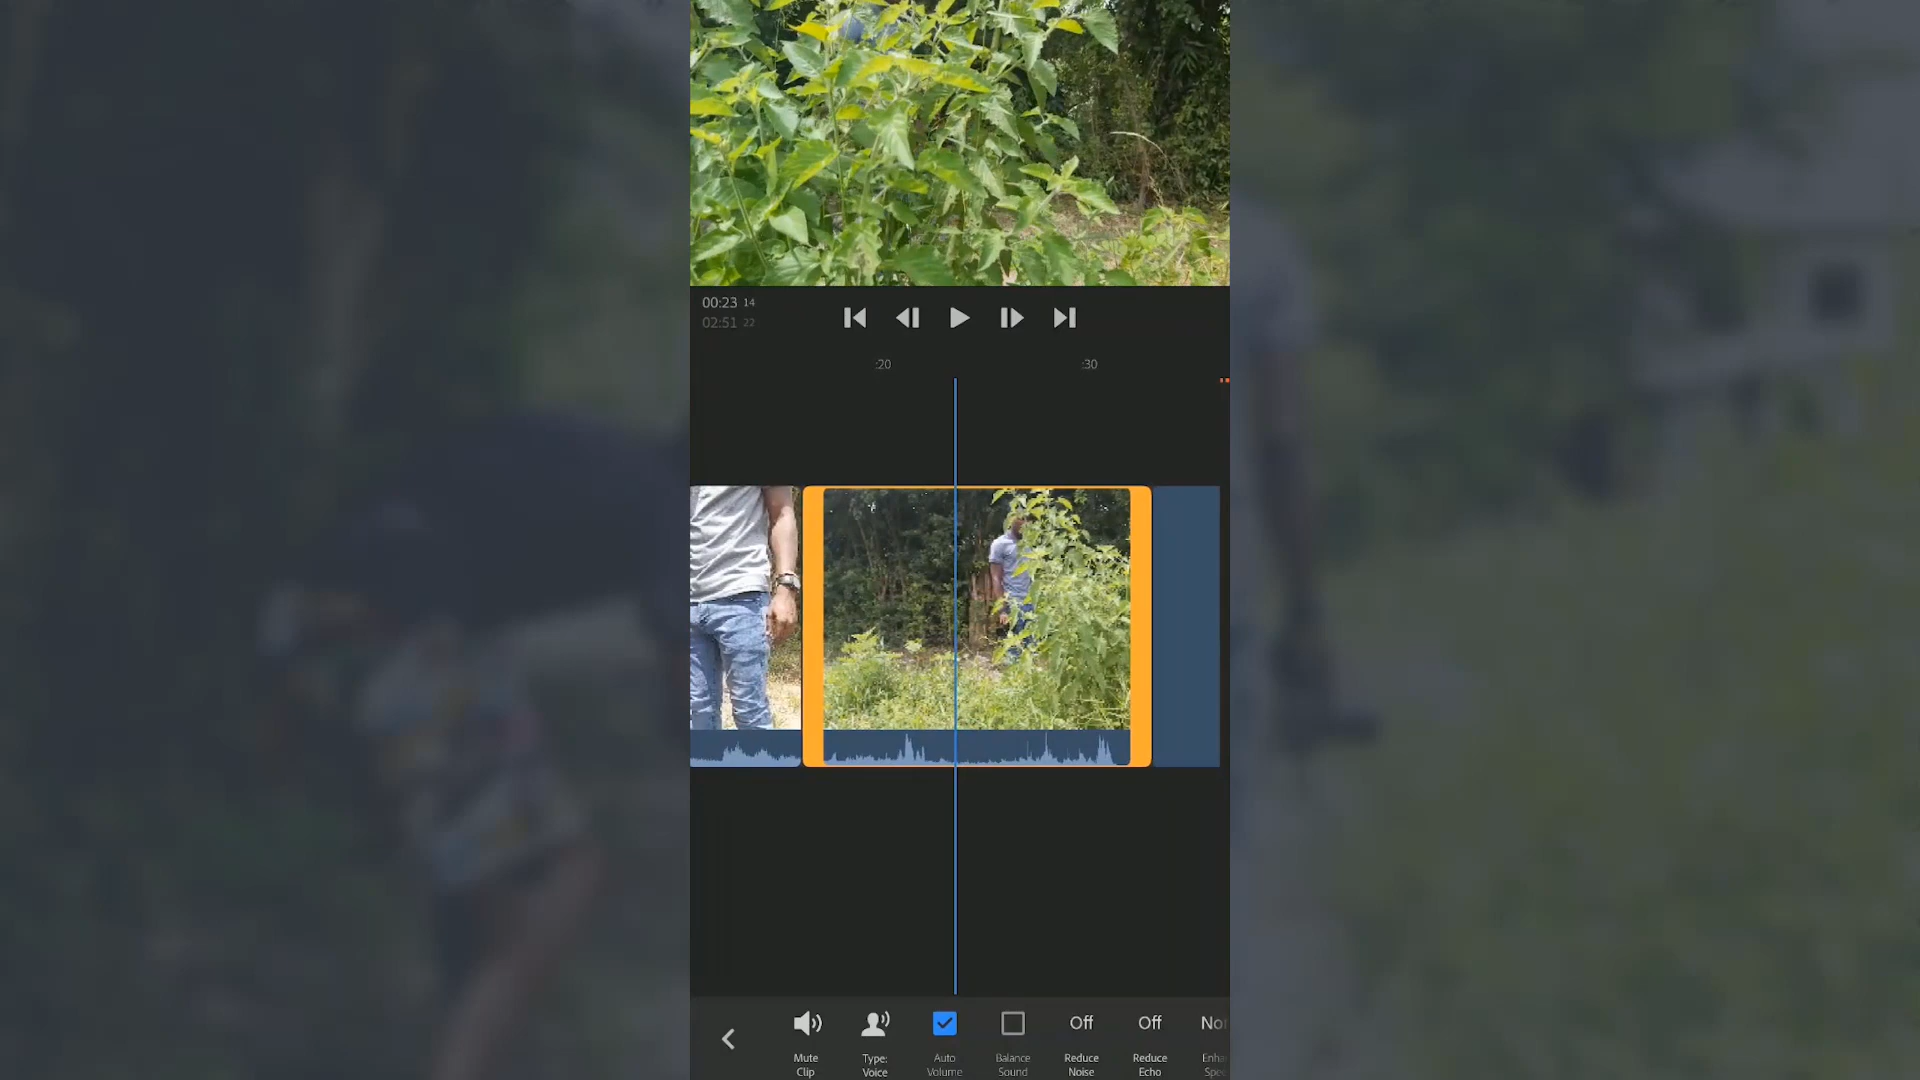 00:23 14
02:51 22
:20 :30
Off Off
Mute Clip
Type: Voice
Auto Volume
Balance Sound
Reduce Noise
Reduce Echo